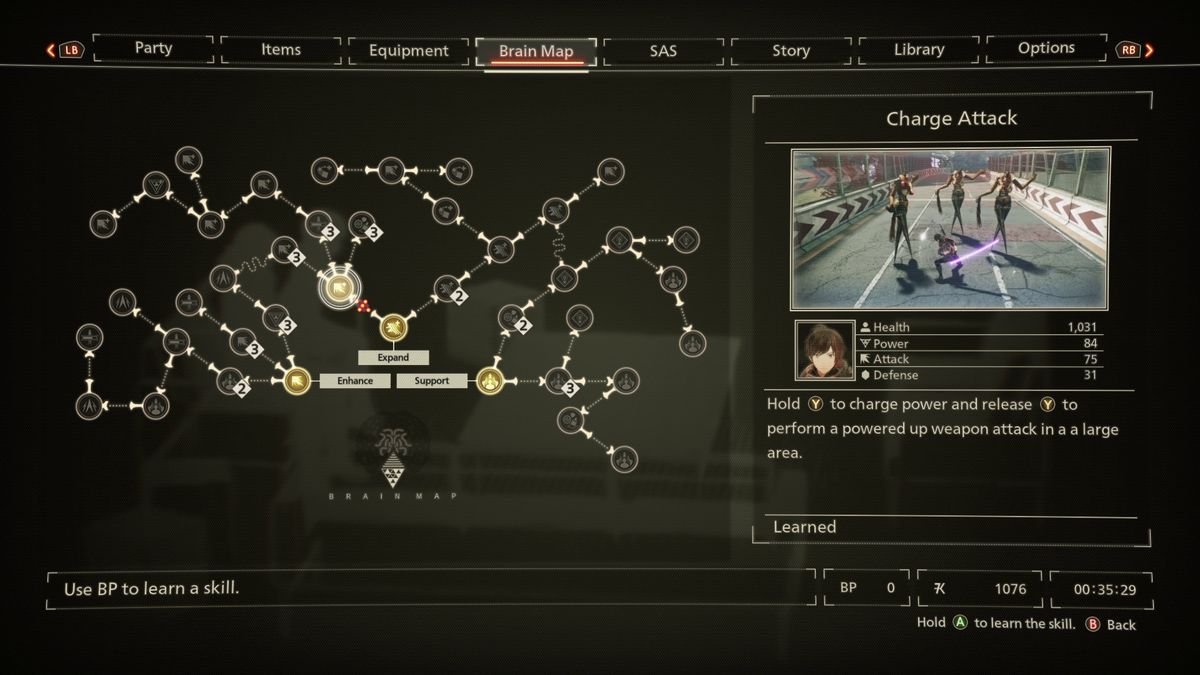 LB Party Items Equipment Brain Map SAS Story Library Options RB
Charge Attack
3
3
3
2
3
2
3
2
3
Expand
Enhance
Support
BRAIN MAP
Health 1,031
Power 84
Attack 75
Defense 31
Hold Y to charge power and release Y to
perform a powered up weapon attack in a a large
area.
Learned
Use BP to learn a skill.
BP 0
1076
00:35:29
Hold A to learn the skill. B Back